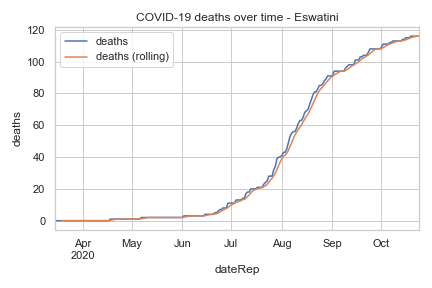 COVID-19 deaths over time - Eswatini
deaths
deaths (rolling)
120
100
80
60
40
20
0
deaths
Apr May Jun Jul Aug Sep Oct
2020
dateRep